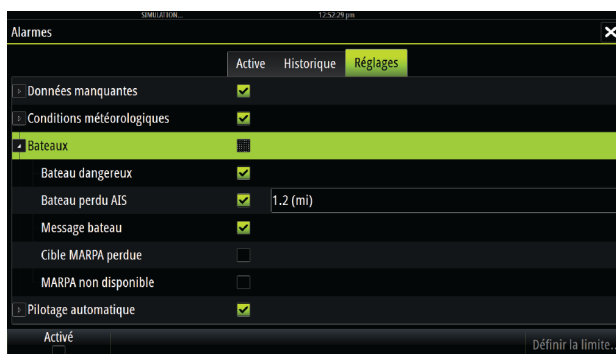 SIMULATION... 12:52:29 pm
Alarmes
Active Historique Réglages
Données manquantes
Conditions météorologiques
Bateaux
Bateau dangereux
Bateau perdu AIS 1.2 (mi)
Message bateau
Cible MARPA perdue
MARPA non disponible
Pilotage automatique
Activé
Définir la limite...